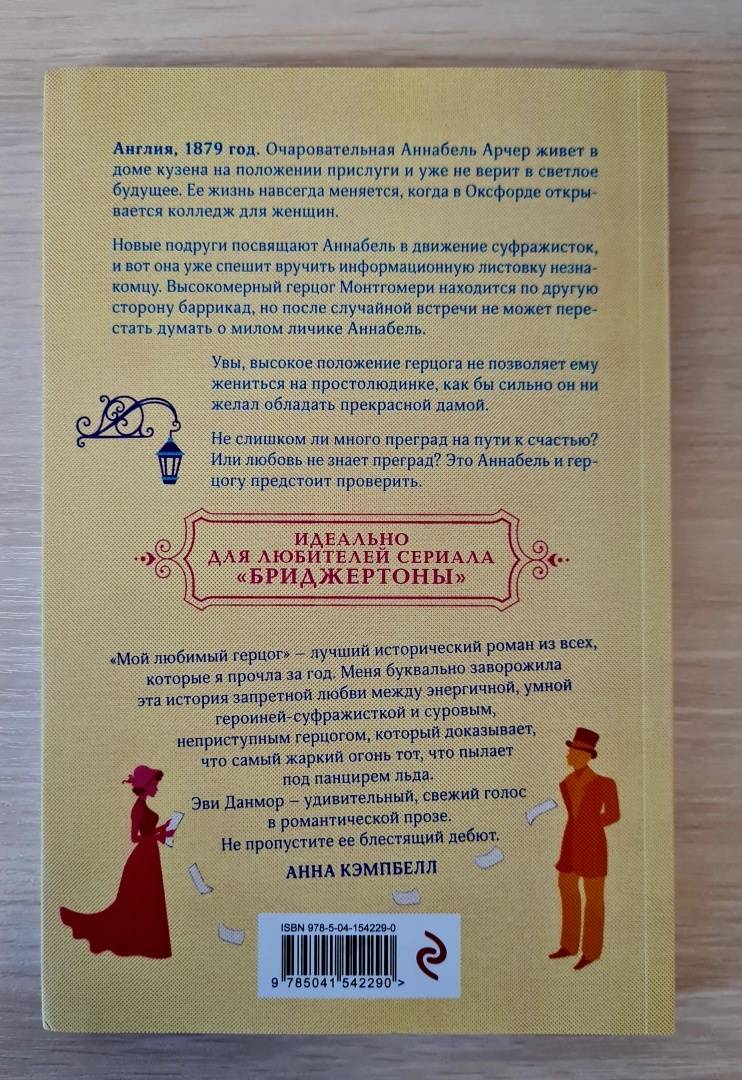 Англия, 1879 год. Очаровательная Аннабель Арчер живет в
доме кузена на положении прислуги и уже не верит в светлое
будущее. Ее жизнь навсегда меняется, когда в Оксфорде откры-
вается колледж для женщин.
Новые подруги посвящают Аннабель в движение суфражисток,
и вот она уже спешит вручить информационную листовку незна-
комцу. Высокомерный герцог Монтгомери находится по другую
сторону баррикад, но после случайной встречи не может пере-
стать думать о милом личике Аннабель.
Увы, высокое положение герцога не позволяет ему
жениться на простолюдинке, как бы сильно он ни
желал обладать прекрасной дамой.
Не слишком ли много преград на пути к счастью?
Или любовь не знает преград? Это Аннабель и гер-
цогу предстоит проверить.
ИДЕАЛЬНО
ДЛЯ ЛЮБИТЕЛЕЙ СЕРИАЛА
«БРИДЖЕРТОНЫ»
«Мой любимый герцог» – лучший исторический роман из всех,
которые я прочла за год. Меня буквально заворожила
эта история запретной любви между энергичной, умной
героиней-суфражисткой и суровым,
неприступным герцогом, который доказывает,
что самый жаркий огонь тот, что пылает
под панцирем льда.
Эви Данмор – удивительный, свежий голос
в романтической прозе.
Не пропустите ее блестящий дебют.
АННА КЭМПБЕЛЛ
ISBN 978-5-04-154229-0
9 785041 542290>